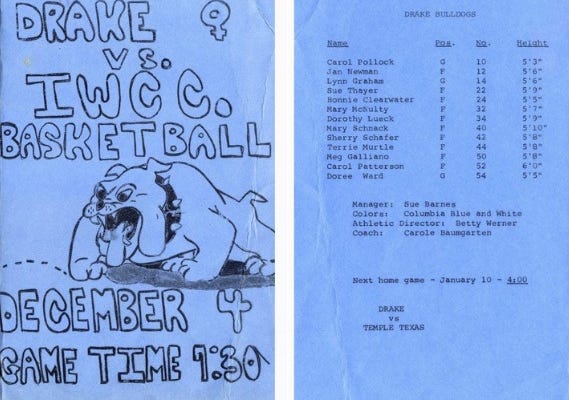 DRAKE ♀
VS.
IWCC.
BASKETBALL
DECEMBER 4
GAME TIME 1:30
DRAKE BULLDOGS
Name Pos. No. Height
Carol Pollock G 10 5'3"
Jan Newman F 12 5'6"
Lynn Graham G 14 5'6"
Sue Thayer F 22 5'9"
Bonnie Clearwater F 24 5'5"
Mary McNulty F 32 5'7"
Dorothy Lueck F 34 5'9"
Mary Schnack F 40 5'10"
Sherry Schafer F 42 5'8"
Terrie Murtle F 44 5'8"
Meg Galliano F 50 5'8"
Carol Patterson F 52 6'0"
Doree Ward G 54 5'5"
Manager: Sue Barnes
Colors: Columbia Blue and White
Athletic Director: Betty Werner
Coach: Carole Baumgarten
Next home game - January 10 - 4:00
DRAKE
vs
TEMPLE TEXAS